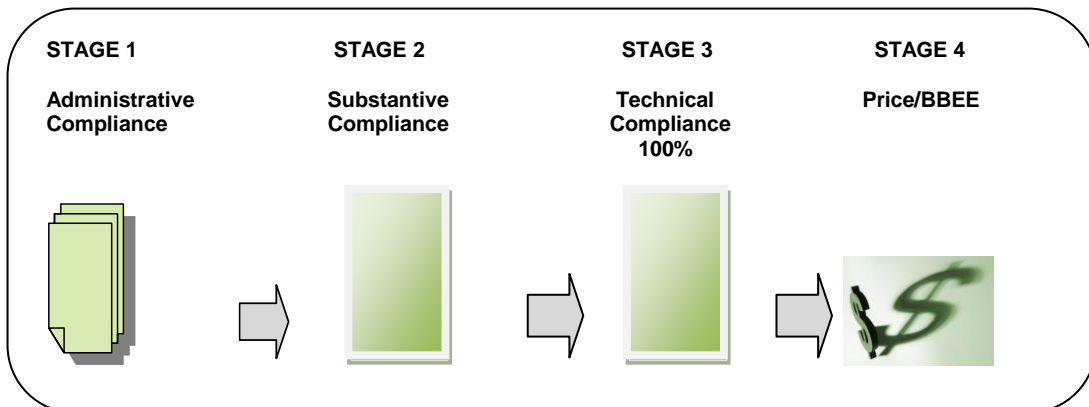 STAGE 1
Administrative
Compliance
STAGE 2
Substantive
Compliance
STAGE 3
Technical
Compliance
100%
STAGE 4
Price/BBEE